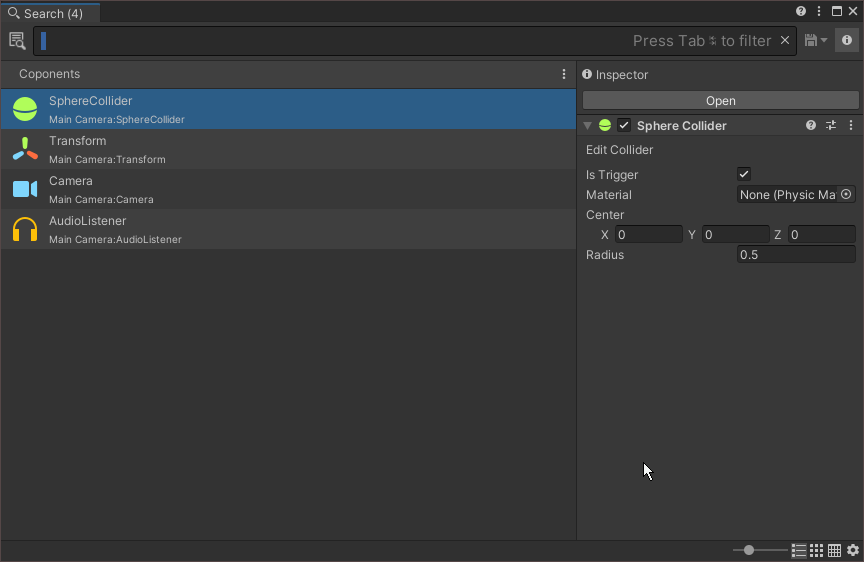 Search (4)
Press Tab ⇆ to filter
Coponents
SphereCollider
Main Camera:SphereCollider
Transform
Main Camera:Transform
Camera
Main Camera:Camera
AudioListener
Main Camera:AudioListener
Inspector
Open
Sphere Collider
Edit Collider
Is Trigger
Material None (Physic Ma
Center
X 0 Y 0 Z 0
Radius 0.5